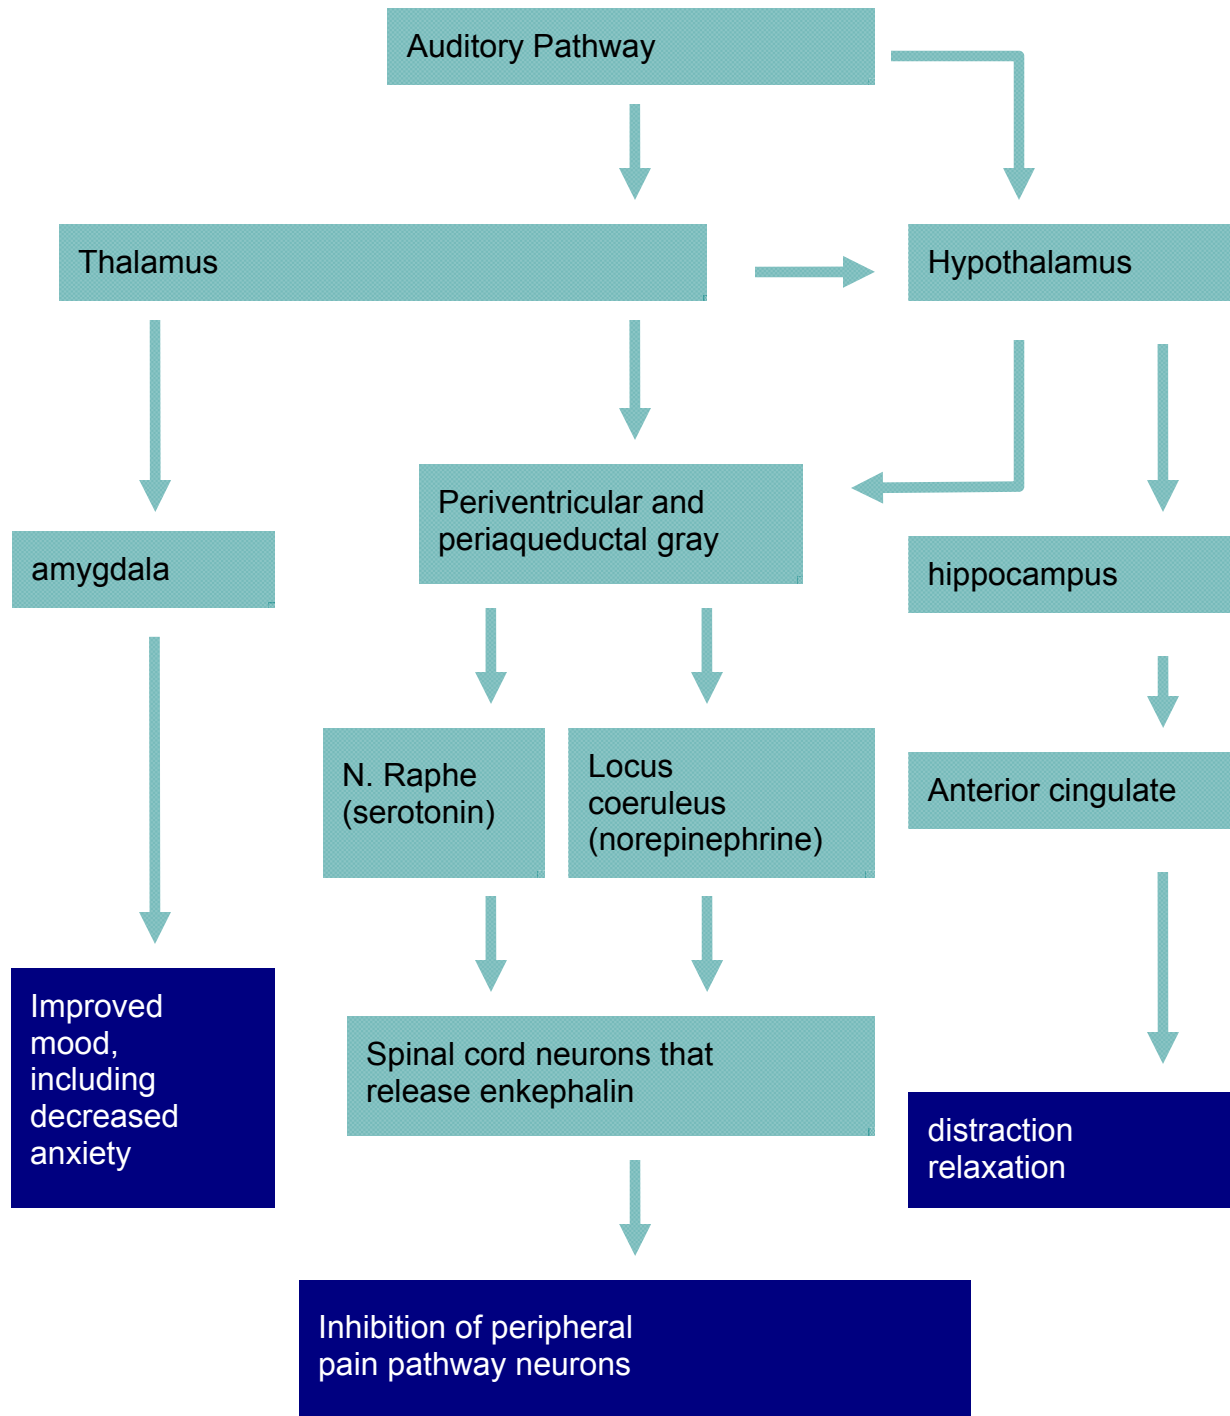 Auditory Pathway
Thalamus
Hypothalamus
Periventricular and
periaqueductal gray
amygdala
hippocampus
N. Raphe
(serotonin)
Locus
coeruleus
(norepinephrine)
Anterior cingulate
Improved
mood,
including
decreased
anxiety
Spinal cord neurons that
release enkephalin
distraction
relaxation
Inhibition of peripheral
pain pathway neurons